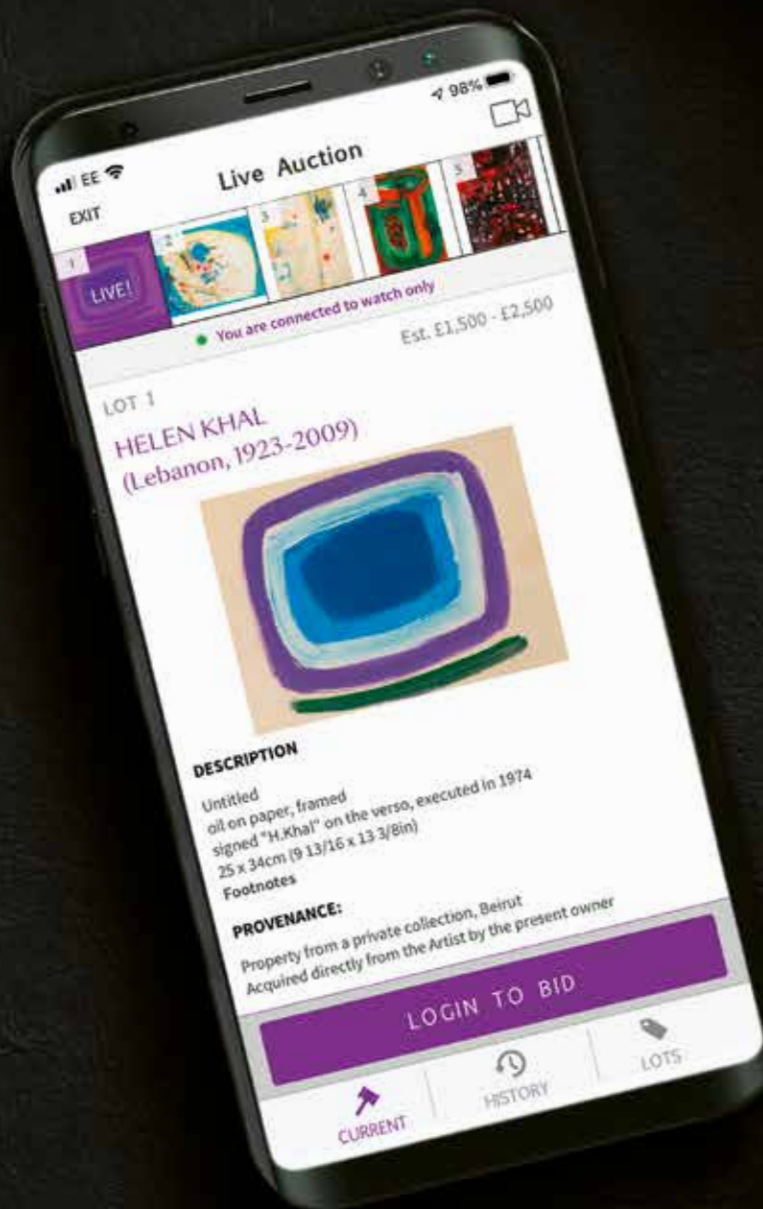 EE
98%
EXIT
Live Auction
1
2
3
4
5
LIVE!
You are connected to watch only
Est. £1,500 - £2,500
LOT 1
HELEN KHAL
(Lebanon, 1923-2009)
DESCRIPTION
Untitled
oil on paper, framed
signed "H.Khal" on the verso, executed in 1974
25 x 34cm (9 13/16 x 13 3/8in)
Footnotes
PROVENANCE:
Property from a private collection, Beirut
Acquired directly from the Artist by the present owner
LOGIN TO BID
CURRENT
HISTORY
LOTS